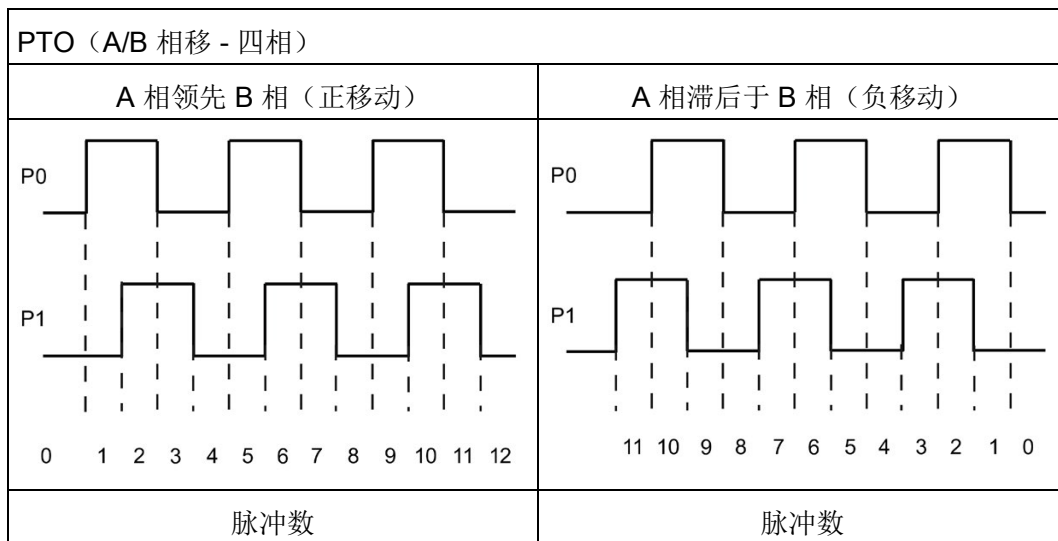 PTO（A/B 相移 - 四相）
A 相领先 B 相（正移动）
A 相滞后于 B 相（负移动）
P0
P1
0 1 2 3 4 5 6 7 8 9 10 11 12
P0
P1
11 10 9 8 7 6 5 4 3 2 1 0
脉冲数
脉冲数